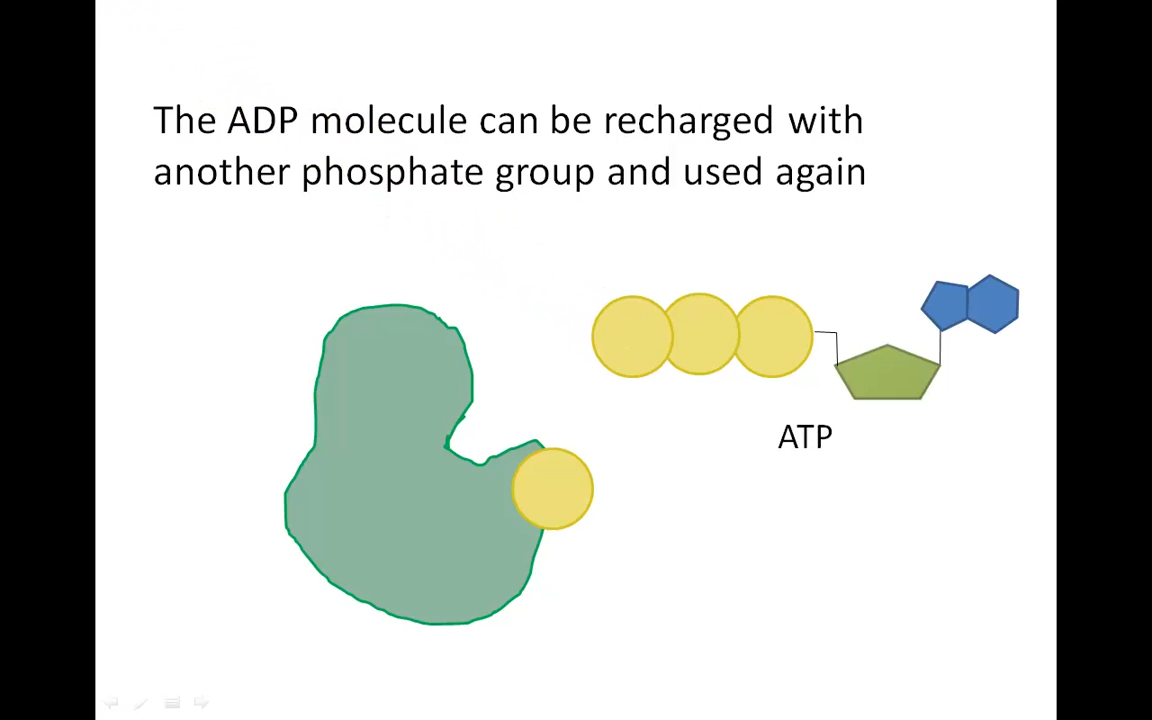 The ADP molecule can be recharged with
another phosphate group and used again
ATP